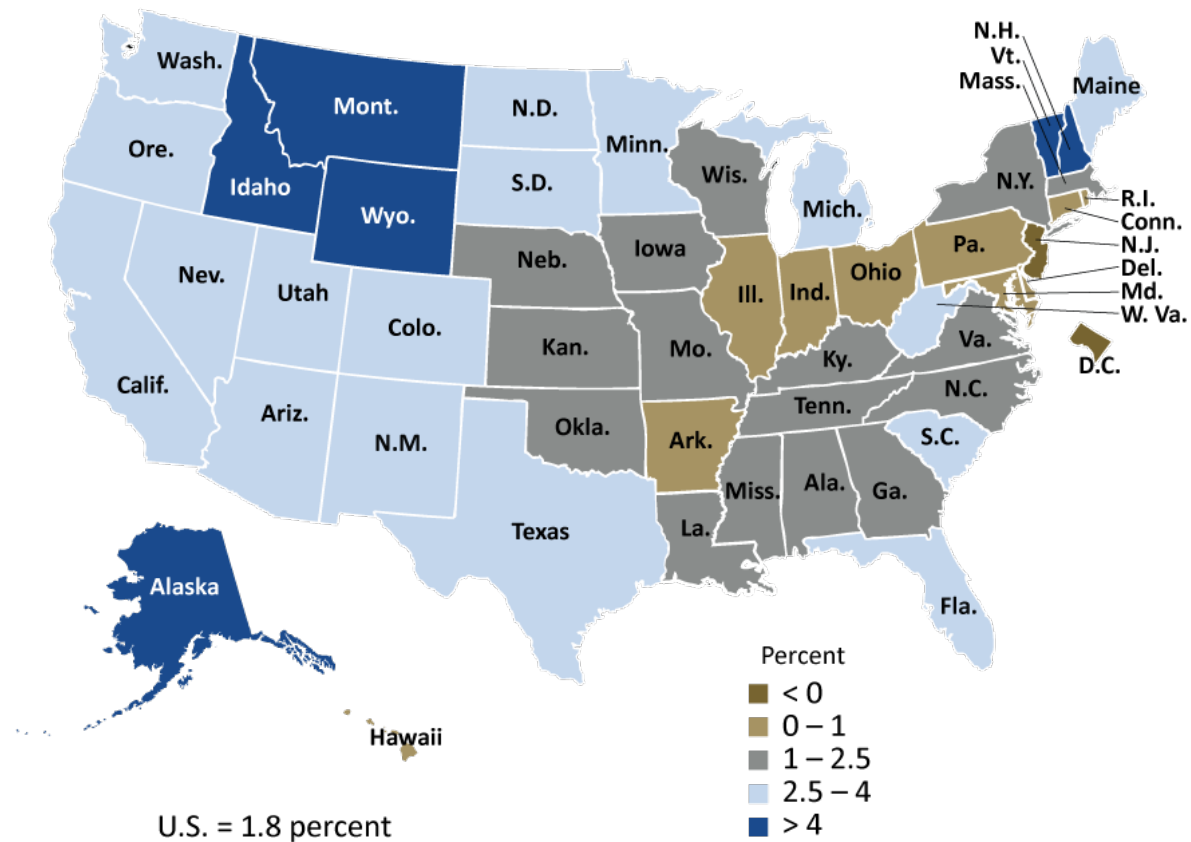 N.H.
Vt.
Mass.
Wash.
Maine
Mont.
N.D.
Ore.
Minn.
Idaho
S.D.
Wis.
N.Y.
Wyo.
Mich.
R.I.
Conn.
N.J.
Del.
Md.
W. Va.
Nev.
Neb.
Iowa
Ohio
Pa.
Utah
Ill.
Ind.
Colo.
Kan.
Mo.
Ky.
Va.
D.C.
Calif.
N.C.
Ariz.
Tenn.
N.M.
Okla.
Ark.
S.C.
Miss.
Ala.
Ga.
Texas
La.
Alaska
Fla.
Hawaii
Percent
< 0
0 – 1
1 – 2.5
2.5 – 4
> 4
U.S. = 1.8 percent